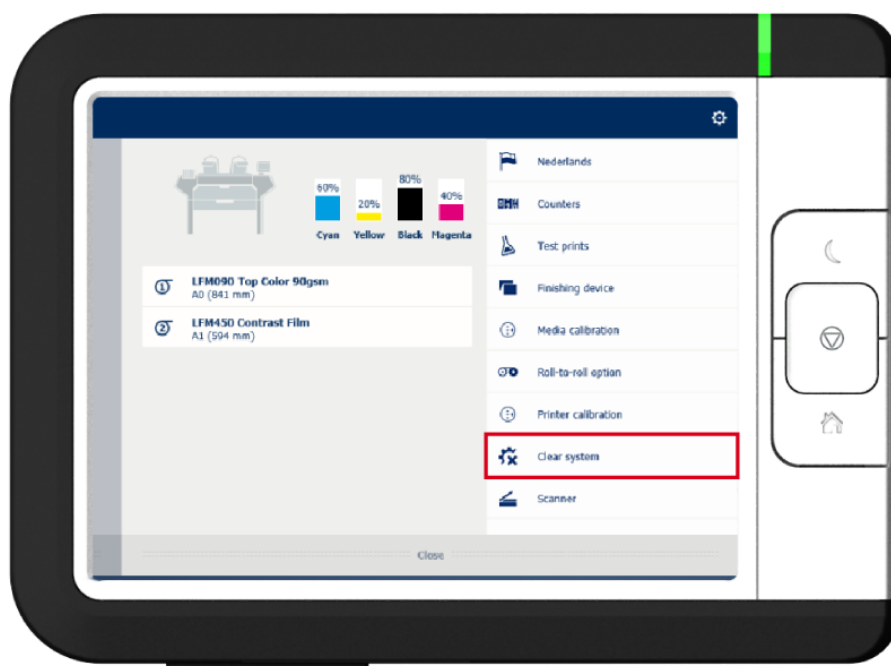 60%
20%
80%
40%
Cyan
Yellow
Black
Magenta
1
LFM090 Top Color 90gsm
A0 (841 mm)
2
LFM450 Contrast Film
A1 (594 mm)
Nederlands
Counters
Test prints
Finishing device
Media calibration
Roll-to-roll option
Printer calibration
Clear system
Scanner
Close